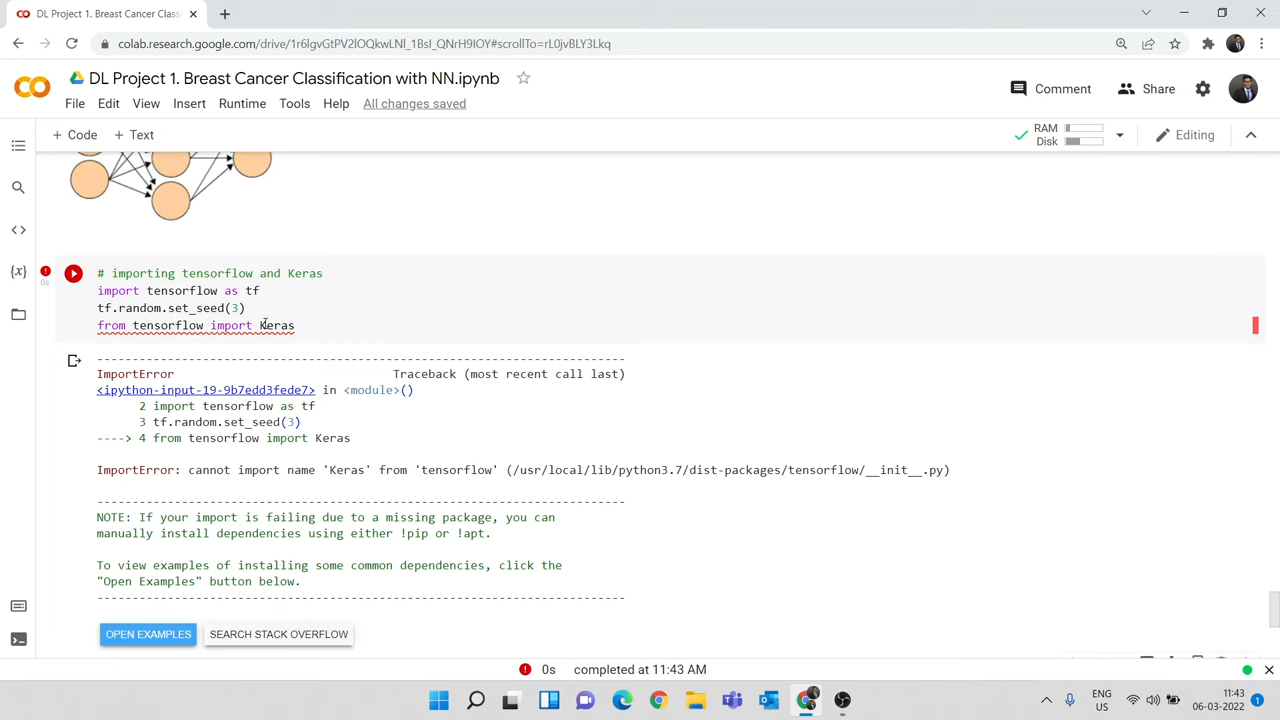 DL Project 1. Breast Cancer Class
colab.research.google.com/drive/1r6lgvGtPV2lOQkwLNl_1BsI_QNrH9IOY#scrollTo=rL0jvBLY3Lkq
DL Project 1. Breast Cancer Classification with NN.ipynb
File Edit View Insert Runtime Tools Help All changes saved
Comment Share
+ Code + Text
RAM
Disk
Editing
# importing tensorflow and Keras
import tensorflow as tf
tf.random.set_seed(3)
from tensorflow import Keras
0s
{x}
---------------------------------------------------------------------------
ImportError Traceback (most recent call last)
<ipython-input-19-9b7edd3fede7> in <module>()
2 import tensorflow as tf
3 tf.random.set_seed(3)
----> 4 from tensorflow import Keras
ImportError: cannot import name 'Keras' from 'tensorflow' (/usr/local/lib/python3.7/dist-packages/tensorflow/__init__.py)
---------------------------------------------------------------------------
NOTE: If your import is failing due to a missing package, you can
manually install dependencies using either !pip or !apt.
To view examples of installing some common dependencies, click the
"Open Examples" button below.
---------------------------------------------------------------------------
OPEN EXAMPLES SEARCH STACK OVERFLOW
0s completed at 11:43 AM
ENG
US
11:43
06-03-2022
1